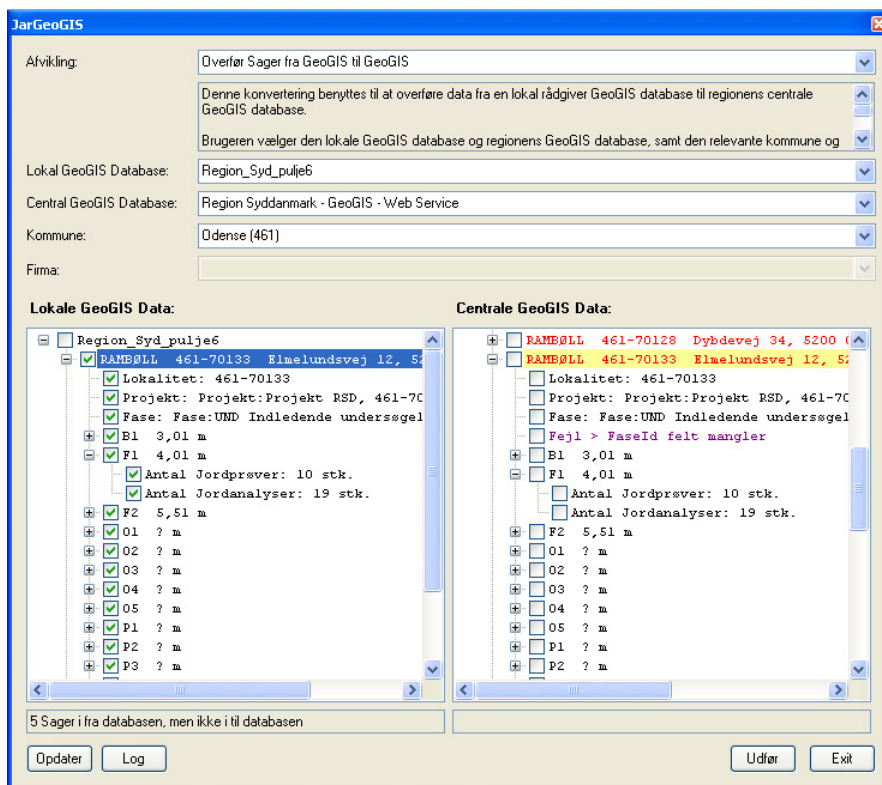 JarGeoGIS
Afvikling:
Overfør Sager fra GeoGIS til GeoGIS
Denne konvertering benyttes til at overføre data fra en lokal rådgiver GeoGIS database til regionens centrale
GeoGIS database.
Brugeren vælger den lokale GeoGIS database og regionens GeoGIS database, samt den relevante kommune og
Lokal GeoGIS Database:
Region_Syd_pulje6
Central GeoGIS Database:
Region Syddanmark - GeoGIS - Web Service
Kommune:
Odense (461)
Firma:
Lokale GeoGIS Data:
Region_Syd_pulje6
RAMBØLL 461-70133 Elmelundsvej 12, 52
Lokalitet: 461-70133
Projekt: Projekt:Projekt RSD, 461-70
Fase: Fase:UND Indledende undersøgel
B1 3,01 m
F1 4,01 m
Antal Jordprøver: 10 stk.
Antal Jordanalyser: 19 stk.
F2 5,51 m
O1 ? m
O2 ? m
O3 ? m
O4 ? m
O5 ? m
P1 ? m
P2 ? m
P3 ? m
5 Sager i fra databasen, men ikke i til databasen
Centrale GeoGIS Data:
RAMBØLL 461-70128 Dybdevej 34, 5200
RAMBØLL 461-70133 Elmelundsvej 12, 52
Lokalitet: 461-70133
Projekt: Projekt:Projekt RSD, 461-70
Fase: Fase:UND Indledende undersøgel
Fejl > FaseId felt mangler
B1 3,01 m
F1 4,01 m
Antal Jordprøver: 10 stk.
Antal Jordanalyser: 19 stk.
F2 5,51 m
O1 ? m
O2 ? m
O3 ? m
O4 ? m
O5 ? m
P1 ? m
P2 ? m
Opdater
Log
Udfør
Exit